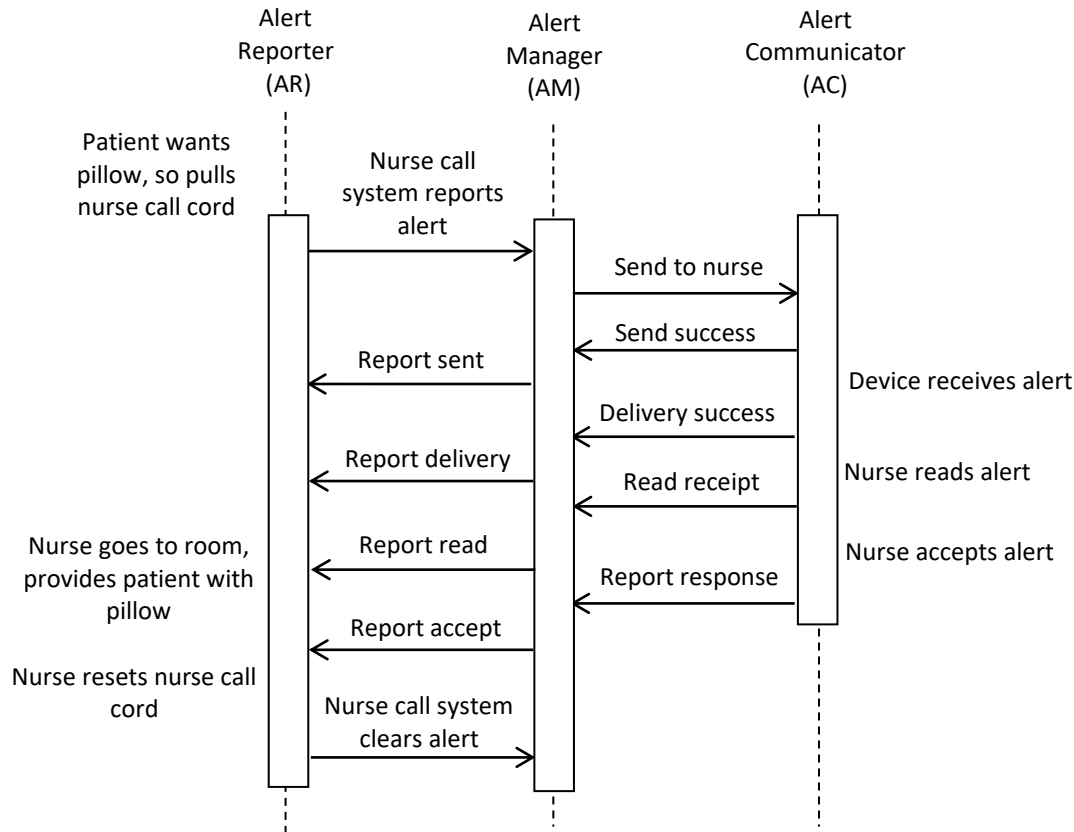 Alert
Reporter
(AR)
Alert
Manager
(AM)
Alert
Communicator
(AC)
Patient wants
pillow, so pulls
nurse call cord
Nurse call
system reports
alert
Send to nurse
Send success
Report sent
Device receives alert
Delivery success
Report delivery
Nurse reads alert
Read receipt
Nurse goes to room,
provides patient with
pillow
Report read
Nurse accepts alert
Report response
Report accept
Nurse resets nurse call
cord
Nurse call system
clears alert